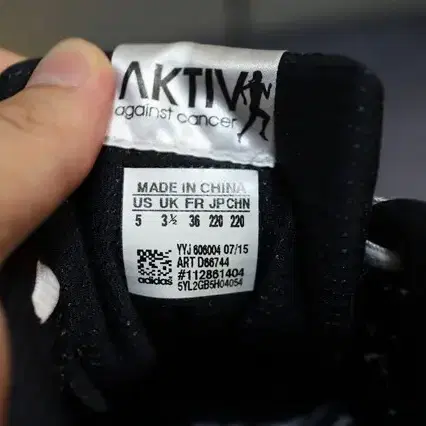 AKTIV
against cancer
MADE IN CHINA
US UK FR JP CHN
5 3½ 36 220 220
YYJ 606004 07/15
ART D66744
#112861404
adidas 5YL2GB5H04054